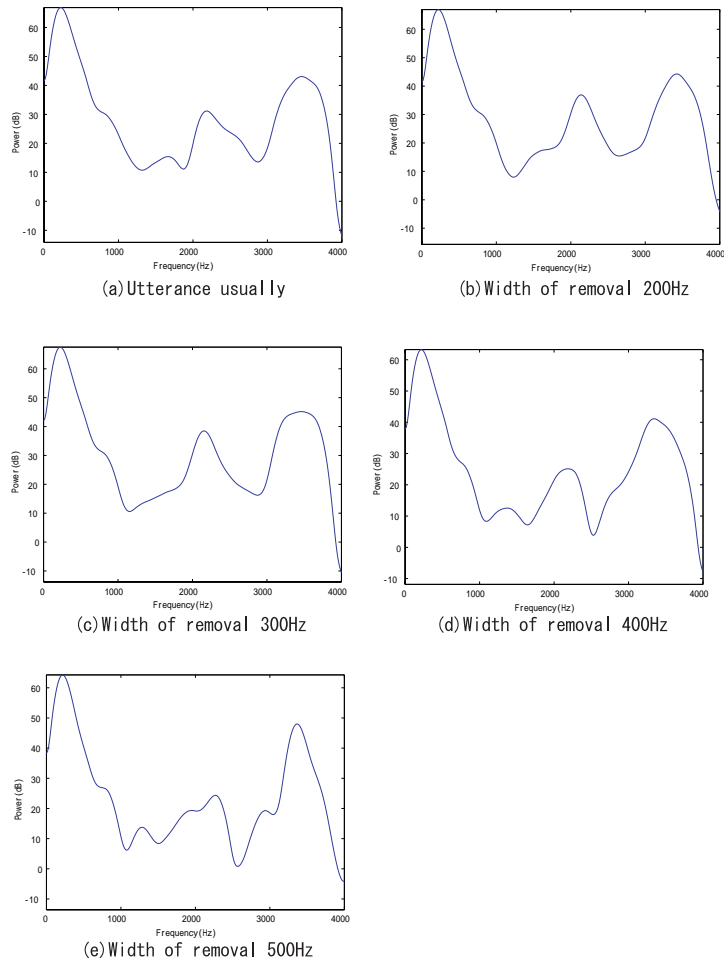 60
50
40
30
20
10
0
-10
Power (dB)
0 1000 2000 3000 4000
Frequency(Hz)
(a)Utterance usually
60
50
40
30
20
10
0
-10
Power (dB)
0 1000 2000 3000 4000
Frequency(Hz)
(b)Width of removal 200Hz
60
50
40
30
20
10
0
-10
Power (dB)
0 1000 2000 3000 4000
Frequency(Hz)
(c)Width of removal 300Hz
60
50
40
30
20
10
0
-10
Power (dB)
0 1000 2000 3000 4000
Frequency(Hz)
(d)Width of removal 400Hz
60
50
40
30
20
10
0
-10
Power (dB)
0 1000 2000 3000 4000
Frequency(Hz)
(e)Width of removal 500Hz